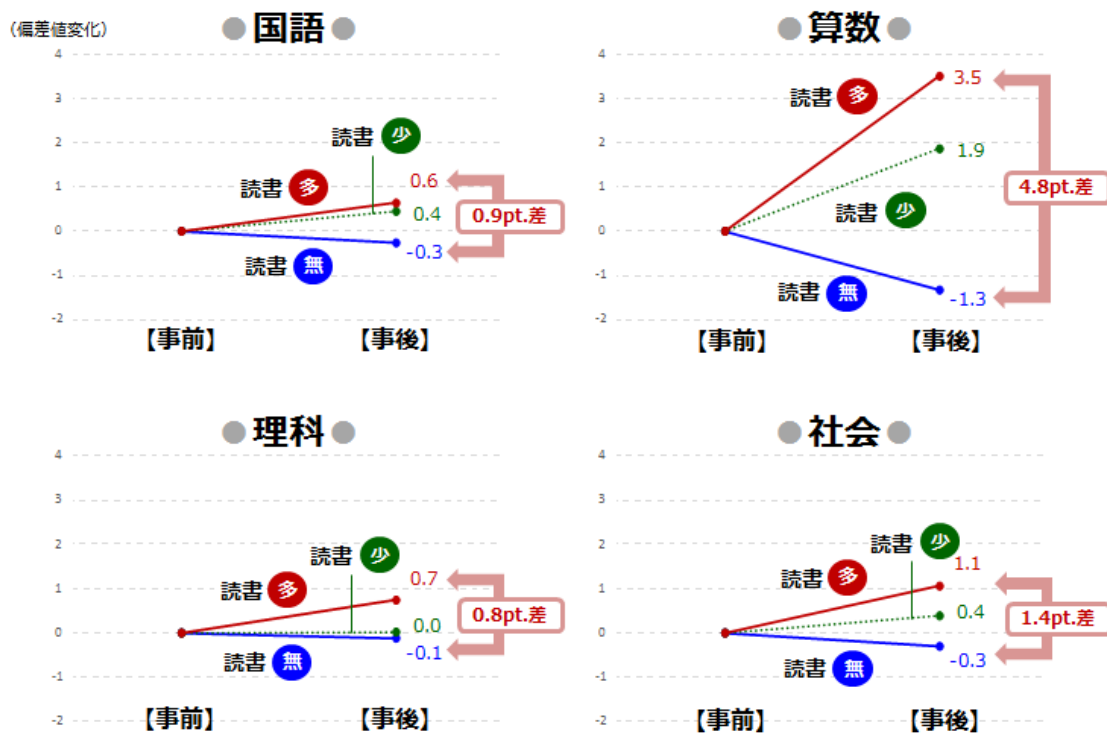 (偏差値変化)
●国語●
4
3
2
1
0
-1
-2
読書 少
読書 多
読書 無
0.6
0.4
-0.3
0.9pt.差
【事前】
【事後】
●算数●
4
3
2
1
0
-1
-2
読書 多
読書 少
読書 無
3.5
1.9
-1.3
4.8pt.差
【事前】
【事後】
●理科●
4
3
2
1
0
-1
-2
読書 少
読書 多
読書 無
0.7
0.0
-0.1
0.8pt.差
【事前】
【事後】
●社会●
4
3
2
1
0
-1
-2
読書 少
読書 多
読書 無
1.1
0.4
-0.3
1.4pt.差
【事前】
【事後】